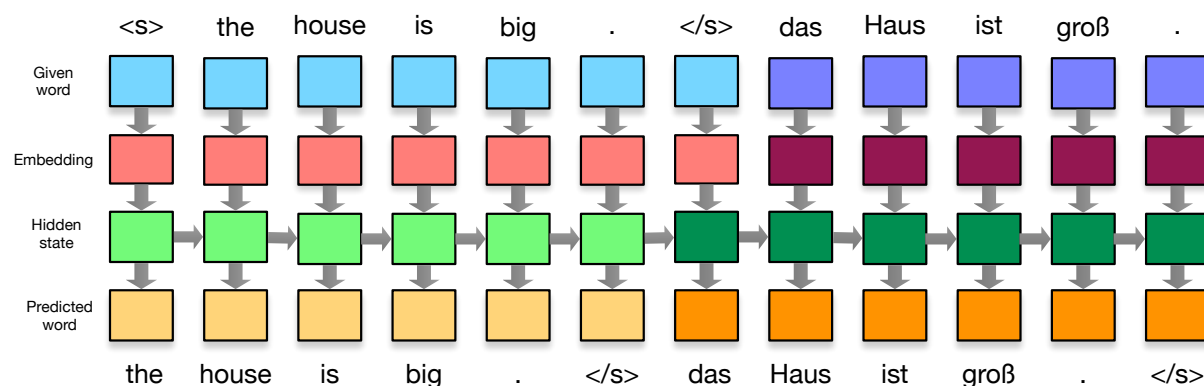 <s> the house is big . </s> das Haus ist groß .
Given
word
Embedding
Hidden
state
Predicted
word
the house is big . </s> das Haus ist groß . </s>